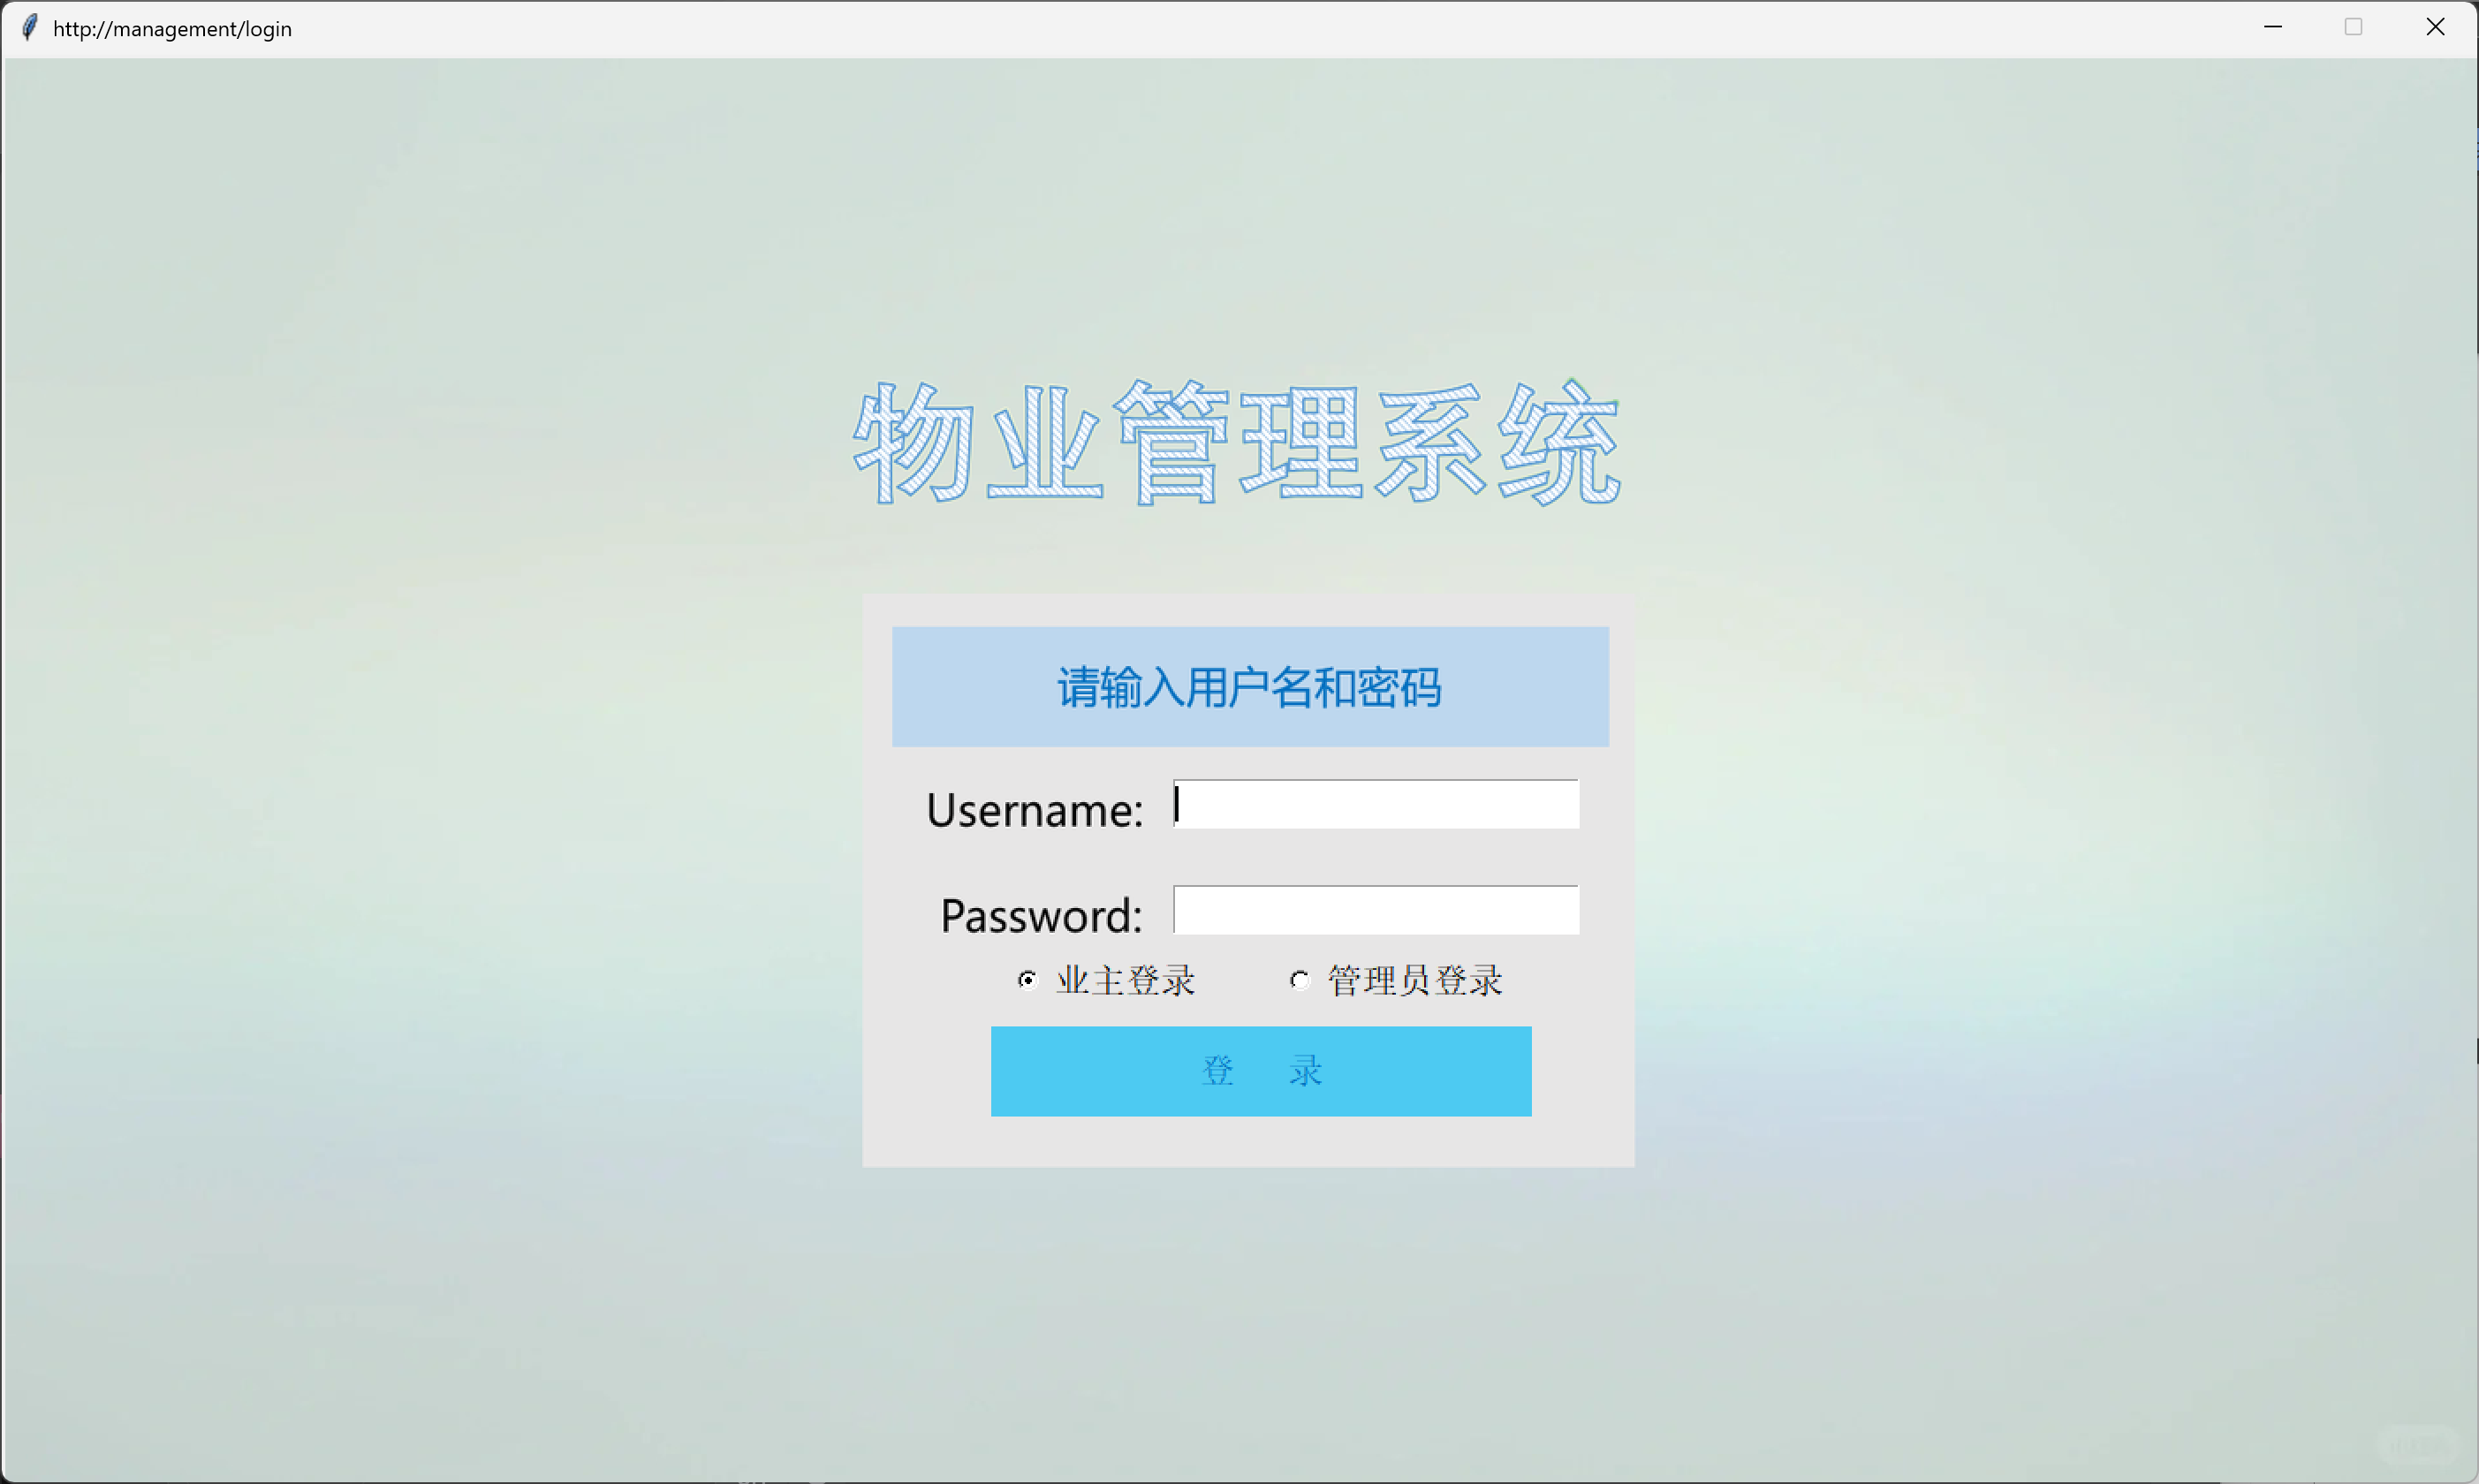 http://management/login
物业管理系统
请输入用户名和密码
Username:
Password:
业主登录 管理员登录
登 录